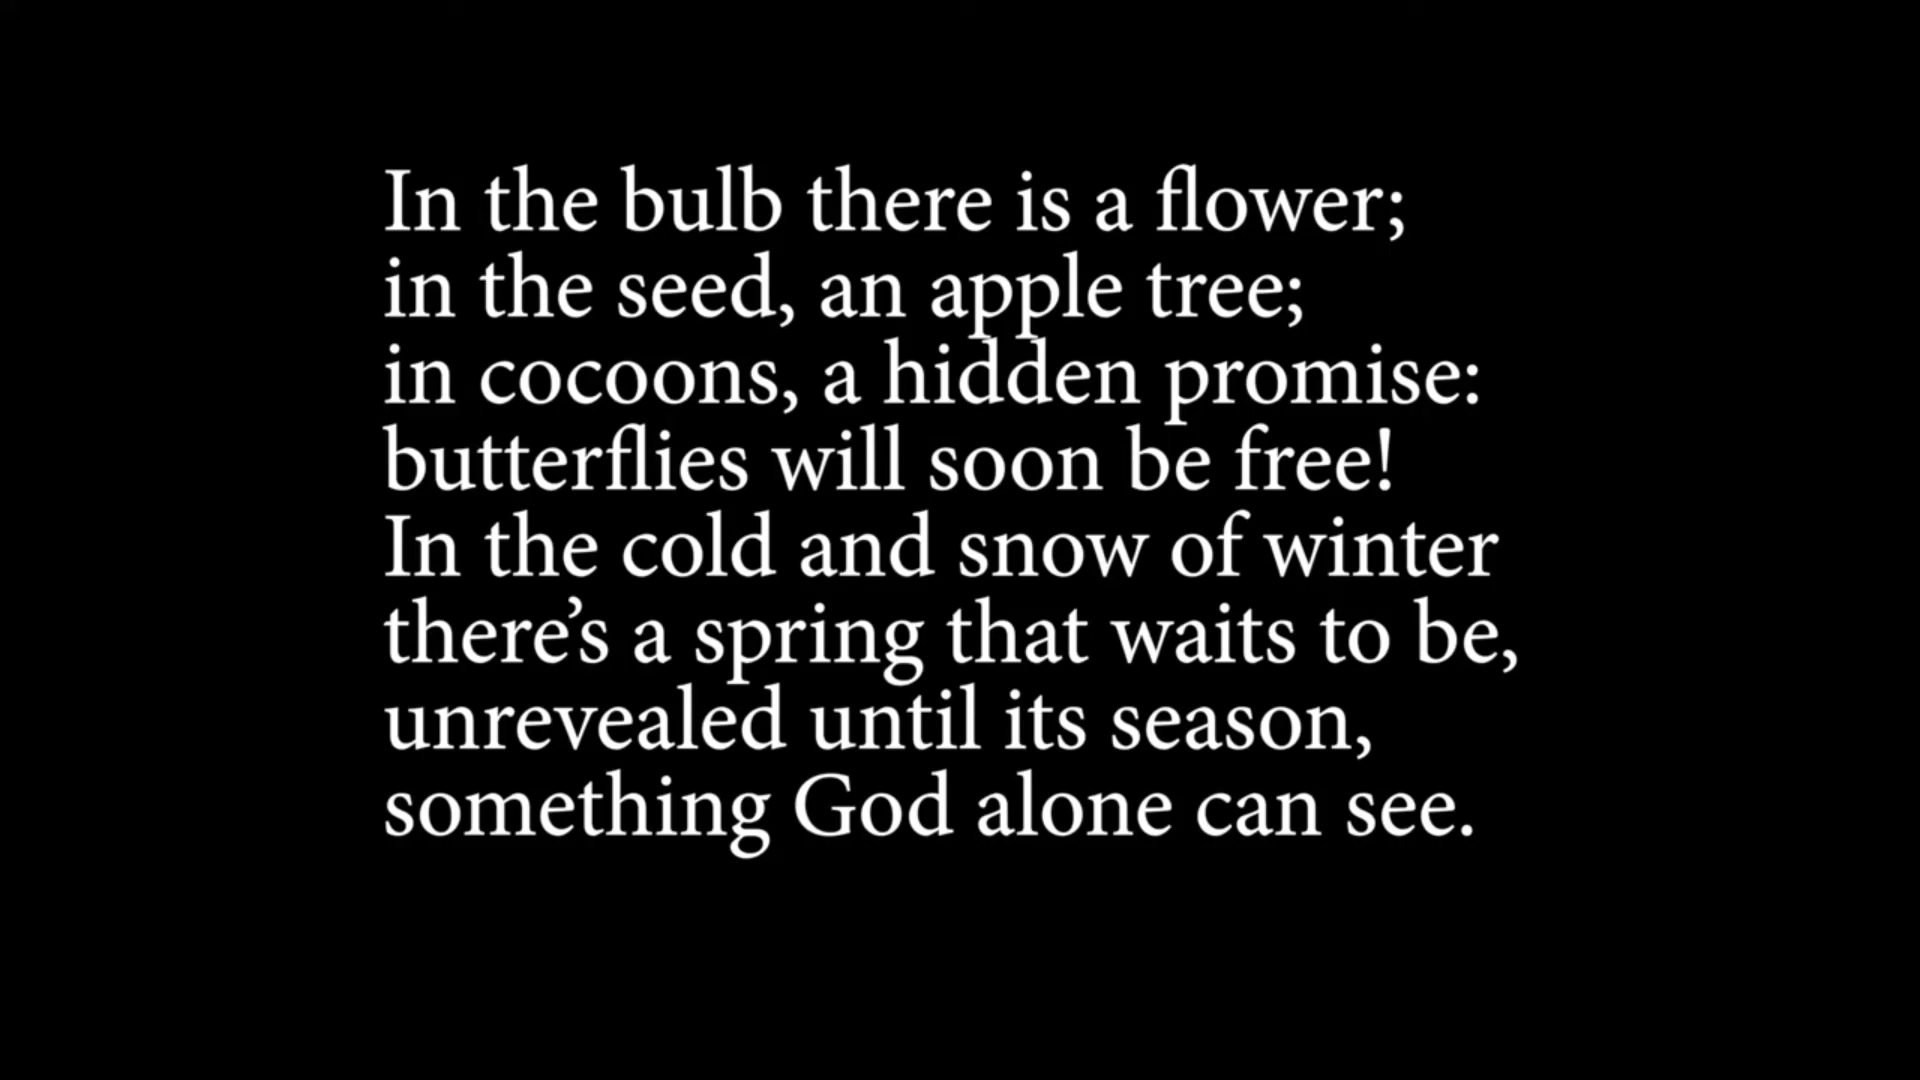 In the bulb there is a flower;
in the seed, an apple tree;
in cocoons, a hidden promise:
butterflies will soon be free!
In the cold and snow of winter
there’s a spring that waits to be,
unrevealed until its season,
something God alone can see.